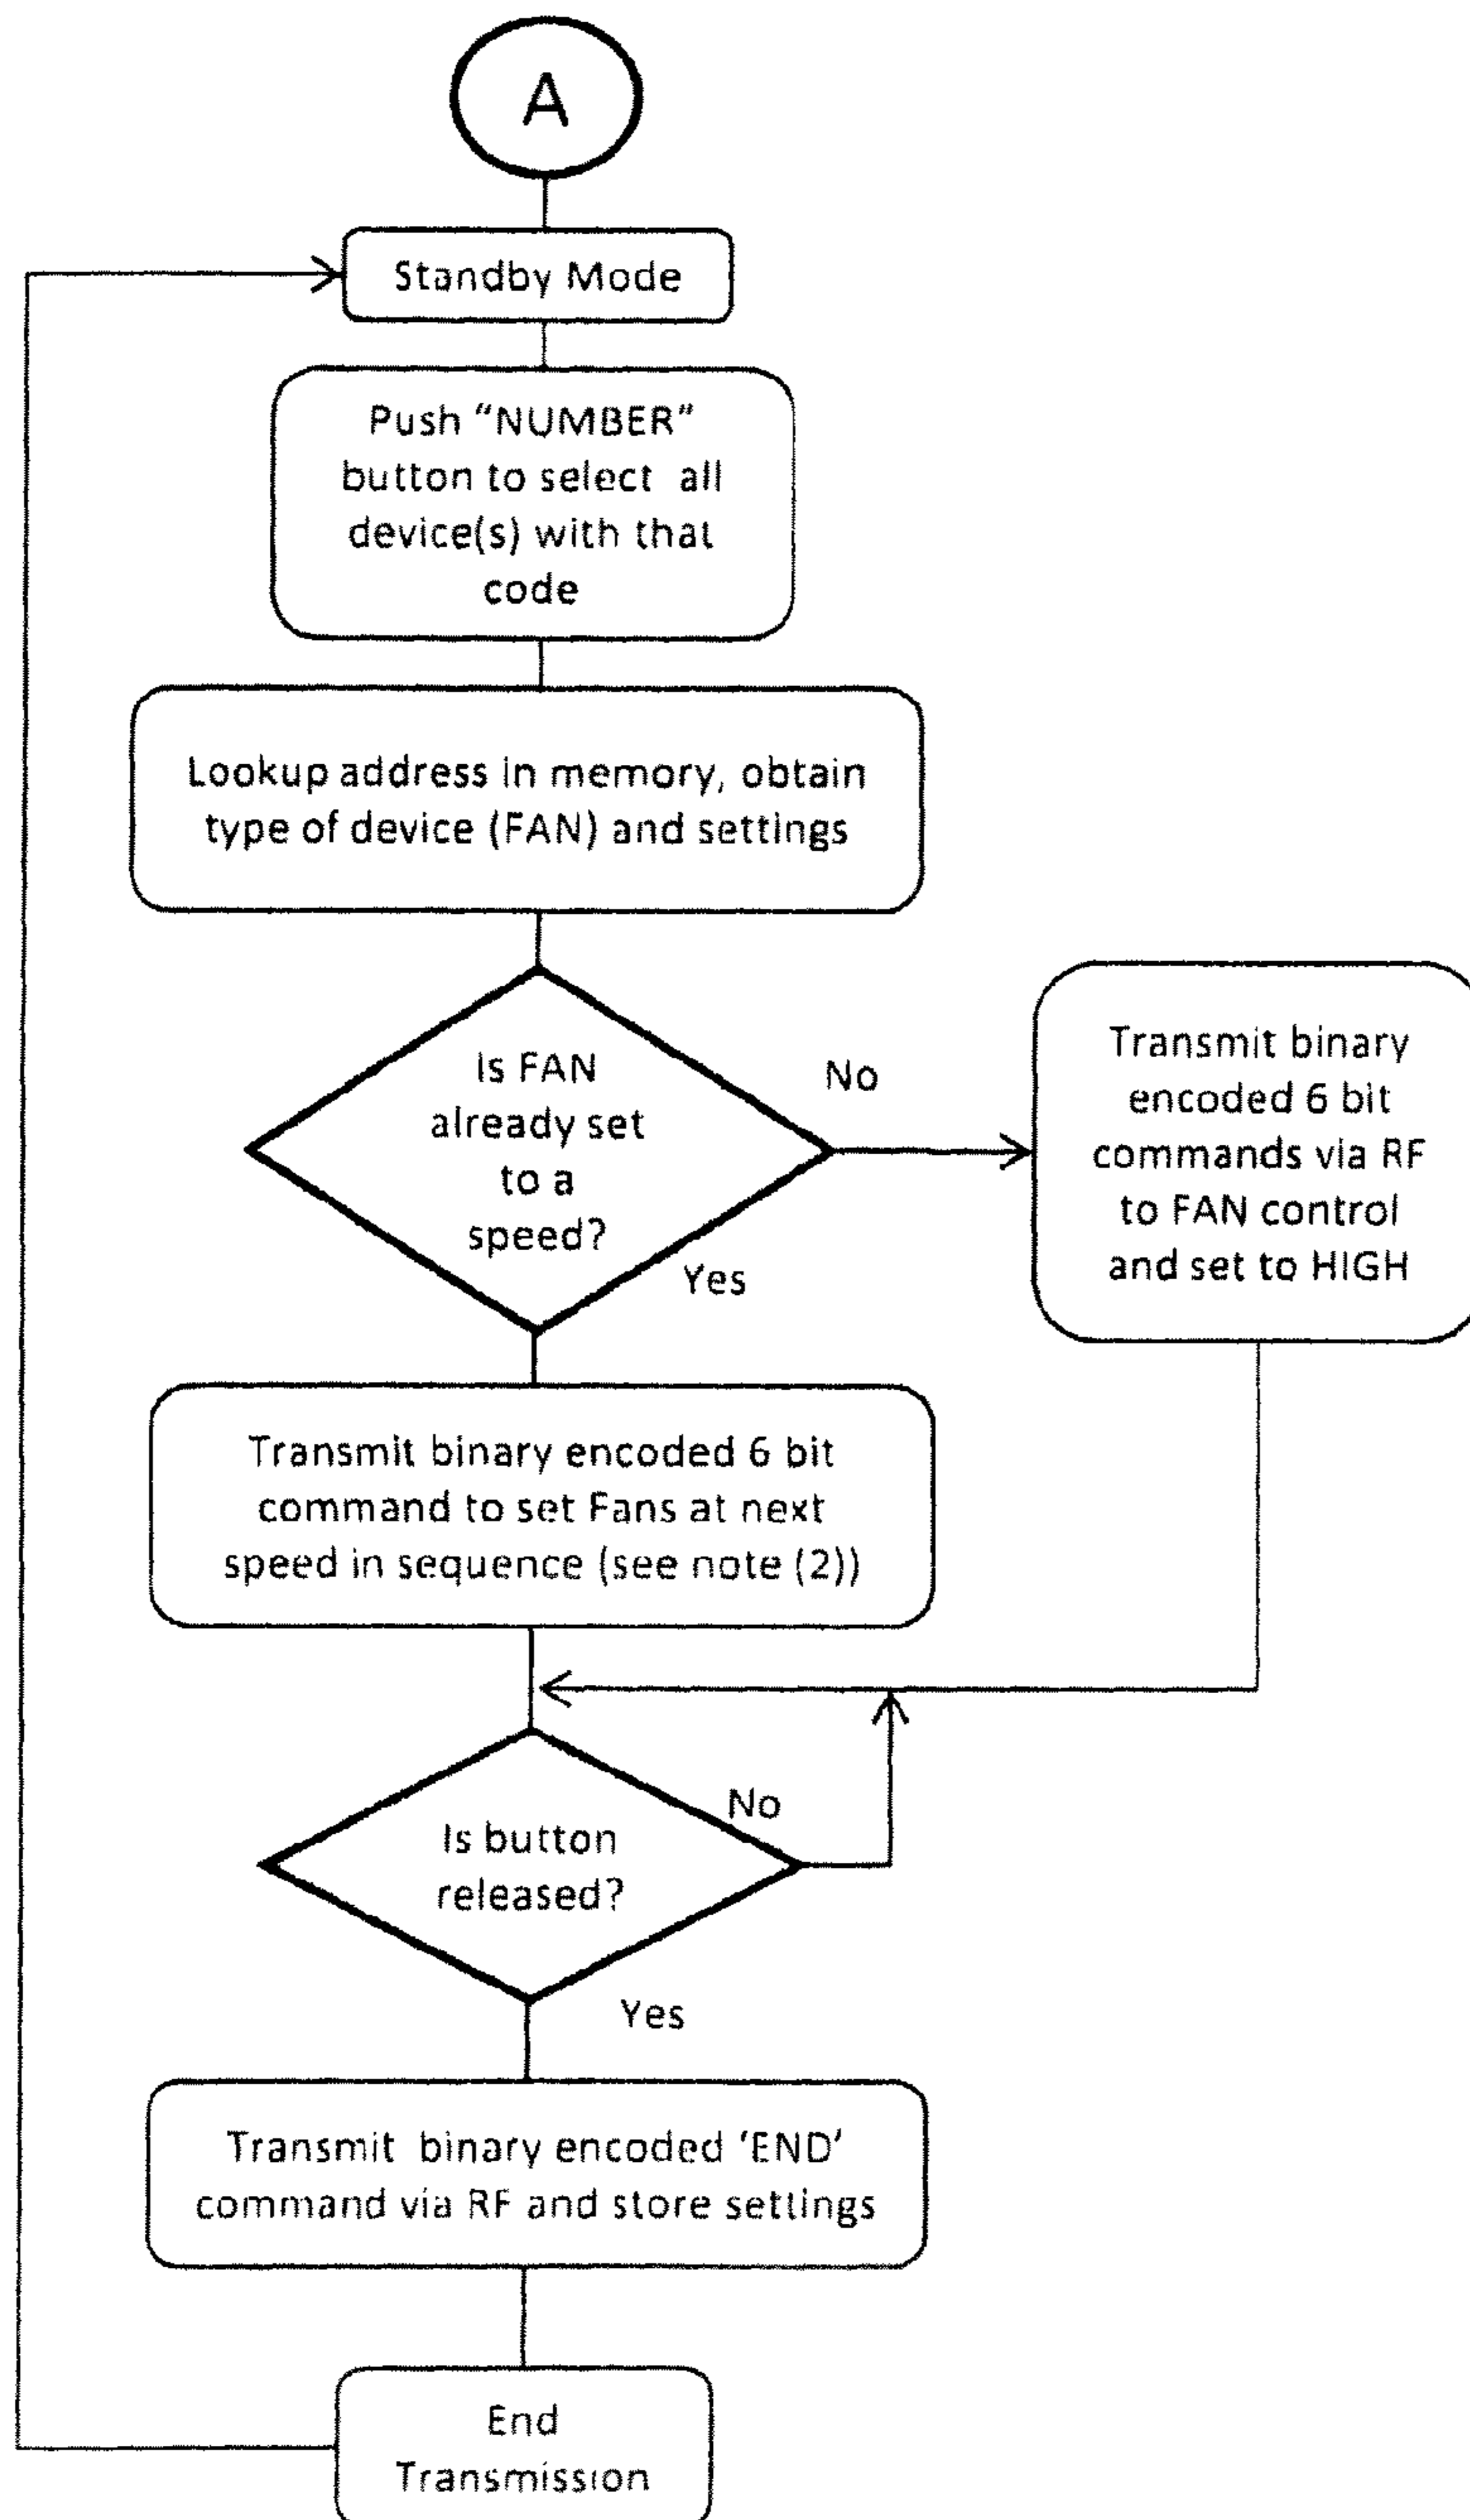 A
Standby Mode
Push “NUMBER”
button to select all
device(s) with that
code
Lookup address in memory, obtain
type of device (FAN) and settings
Is FAN
already set
to a
speed?
No
Yes
Transmit binary
encoded 6 bit
commands via RF
to FAN control
and set to HIGH
Transmit binary encoded 6 bit
command to set Fans at next
speed in sequence (see note (2))
Is button
released?
No
Yes
Transmit binary encoded ‘END’
command via RF and store settings
End
Transmission